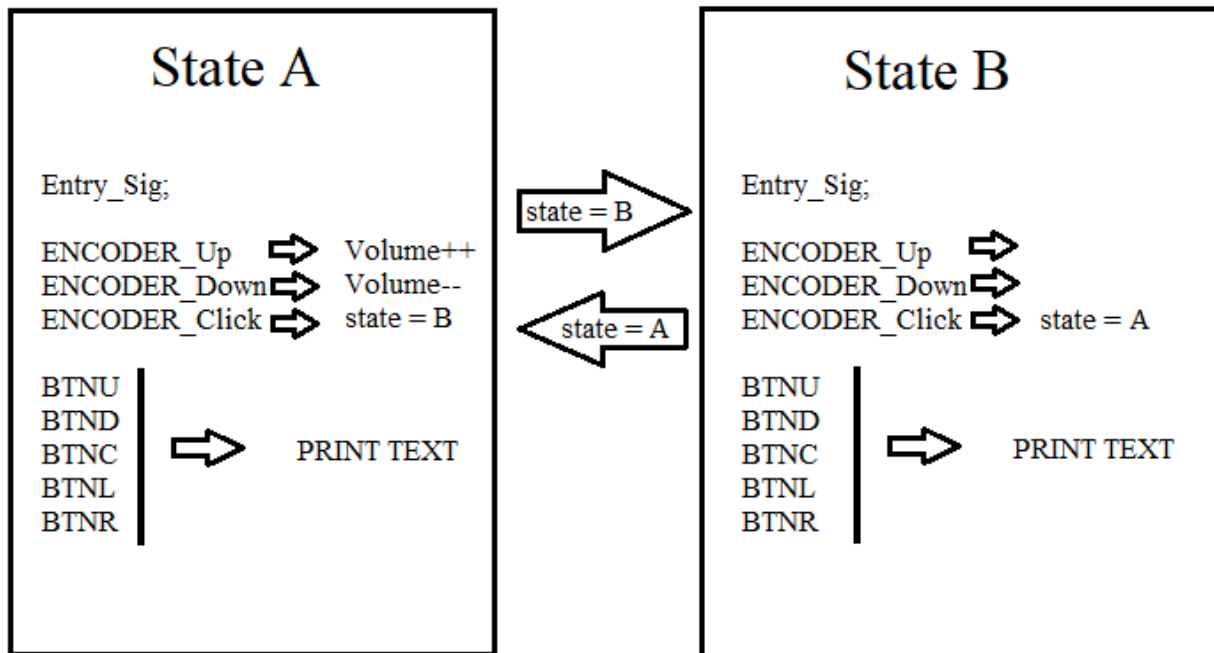 State A
Entry_Sig;
ENCODER_Up Volume++
ENCODER_Down Volume--
ENCODER_Click state = B
BTNU
BTND
BTNC PRINT TEXT
BTNL
BTNR
state = B
state = A
State B
Entry_Sig;
ENCODER_Up
ENCODER_Down
ENCODER_Click state = A
BTNU
BTND
BTNC PRINT TEXT
BTNL
BTNR